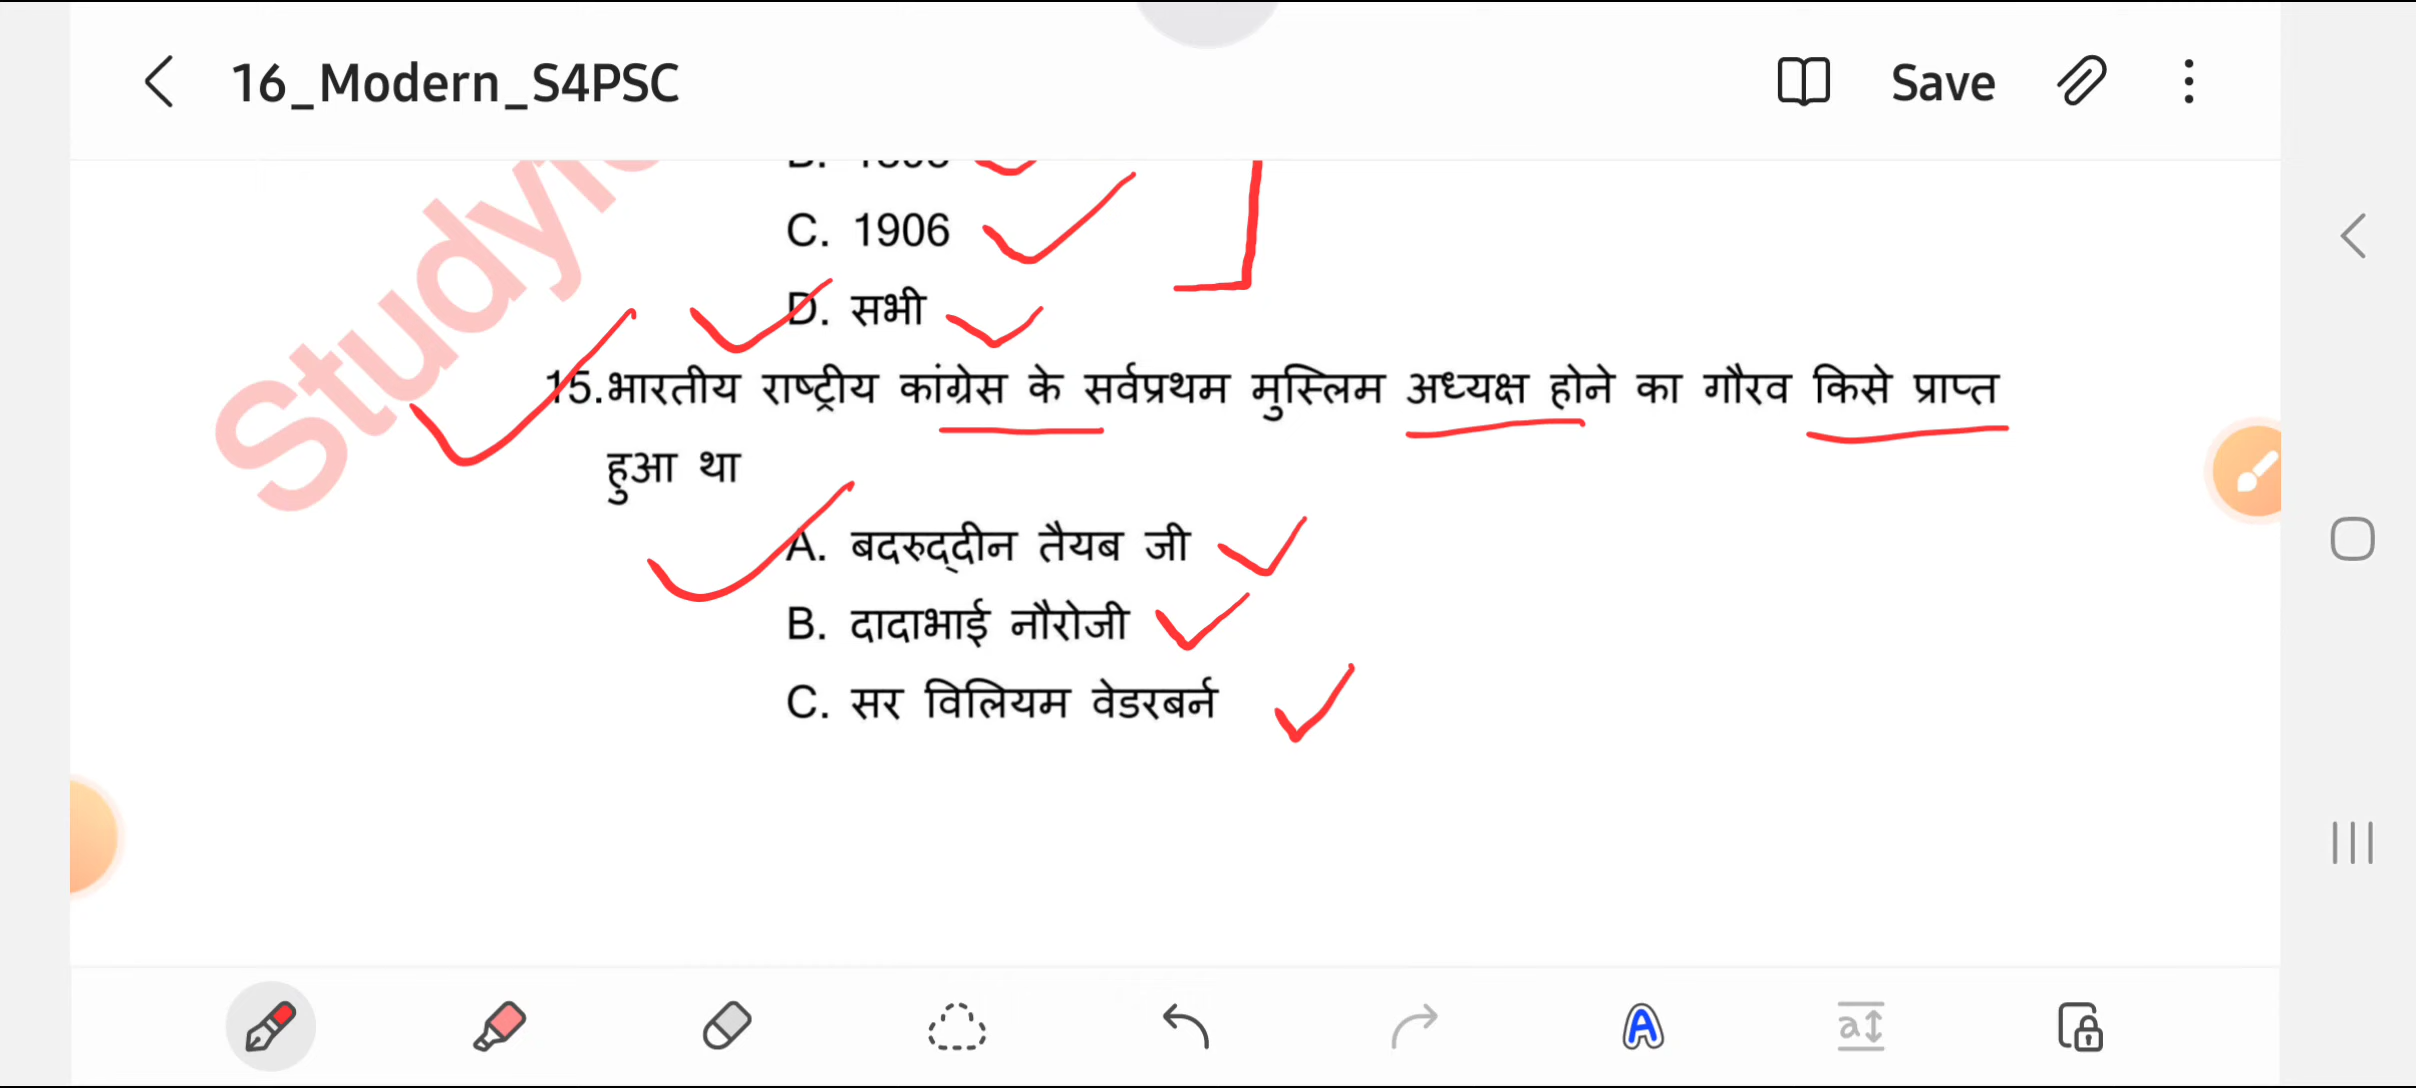 16_Modern_S4PSC
Save
C. 1906
D. सभी
15.भारतीय राष्ट्रीय कांग्रेस के सर्वप्रथम मुस्लिम अध्यक्ष होने का गौरव किसे प्राप्त
हुआ था
A. बदरुद्दीन तैयब जी
B. दादाभाई नौरोजी
C. सर विलियम वेडरबर्न